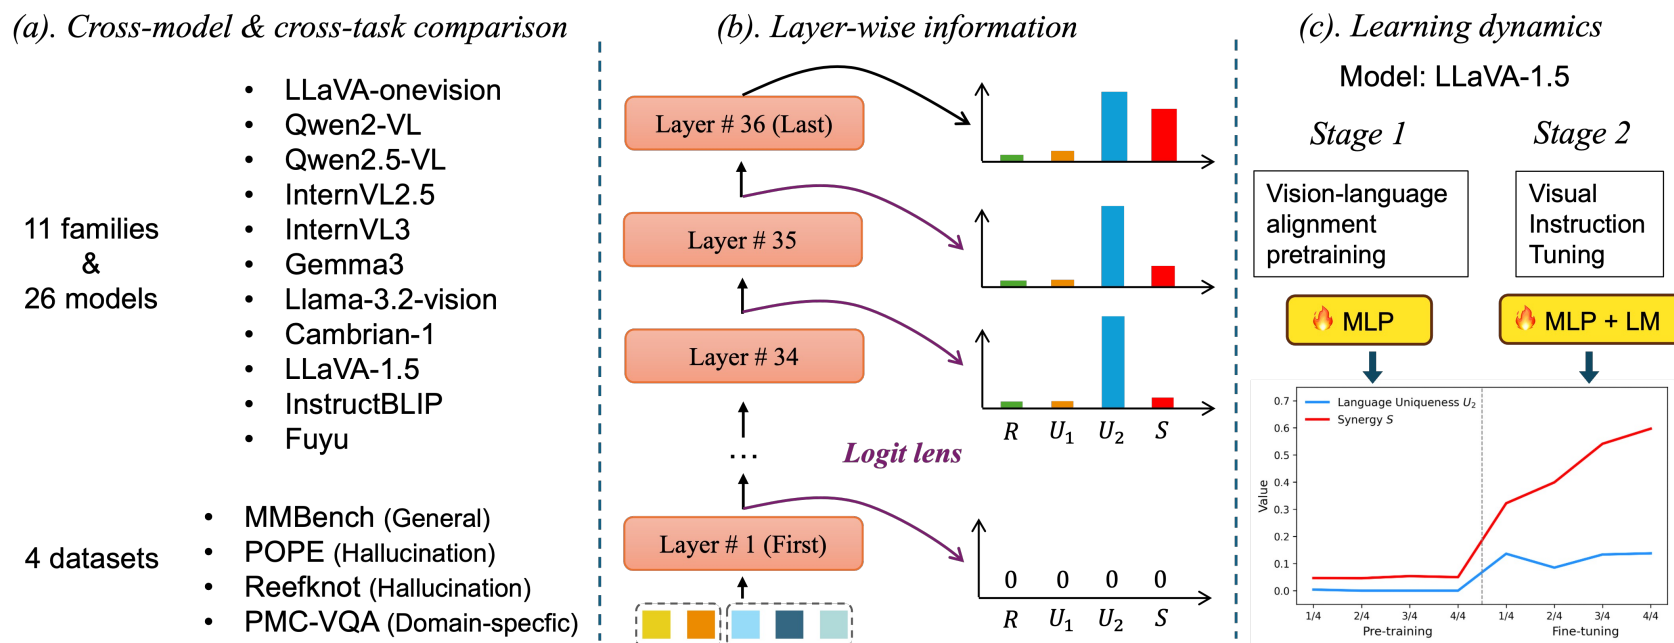 (a). Cross-model & cross-task comparison
11 families
&
26 models
• LLaVA-onevision
• Qwen2-VL
• Qwen2.5-VL
• InternVL2.5
• InternVL3
• Gemma3
• Llama-3.2-vision
• Cambrian-1
• LLaVA-1.5
• InstructBLIP
• Fuyu
4 datasets
• MMBench (General)
• POPE (Hallucination)
• Reefknot (Hallucination)
• PMC-VQA (Domain-specfic)
(b). Layer-wise information
Layer # 36 (Last)
Layer # 35
Layer # 34
R U₁ U₂ S
...
Logit lens
Layer # 1 (First)
0 0 0 0
R U₁ U₂ S
(c). Learning dynamics
Model: LLaVA-1.5
Stage 1
Vision-language
alignment
pretraining
MLP
Stage 2
Visual
Instruction
Tuning
MLP + LM
Language Uniqueness U₂
Synergy S
Value
0.7
0.6
0.5
0.4
0.3
0.2
0.1
0.0
1/4 2/4 3/4 4/4 1/4 2/4 3/4 4/4
Pre-training Fine-tuning